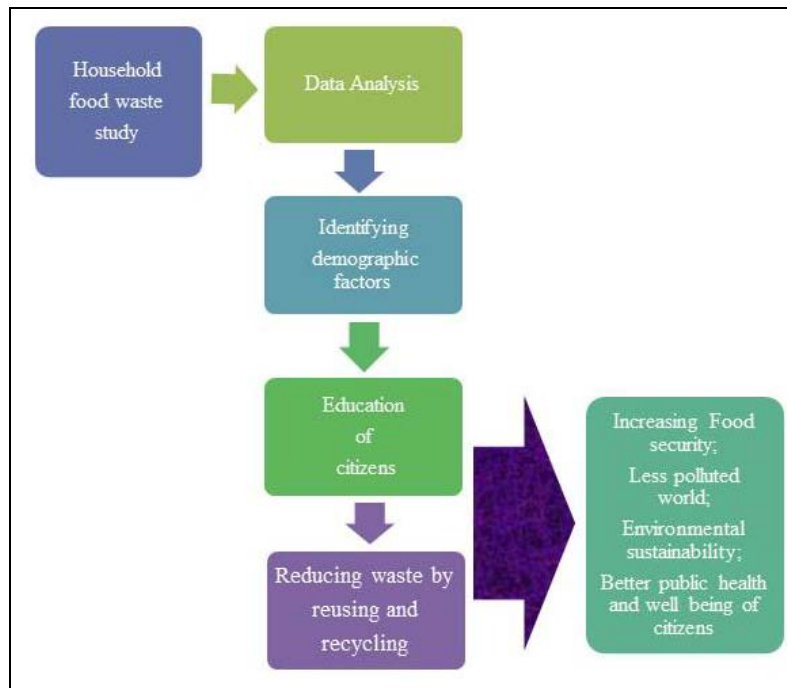 Household
food waste
study
Data Analysis
Identifying
demographic
factors
Education
of
citizens
Reducing waste by
reusing and
recycling
Increasing Food
security;
Less polluted
world;
Environmental
sustainability;
Better public health
and well being of
citizens